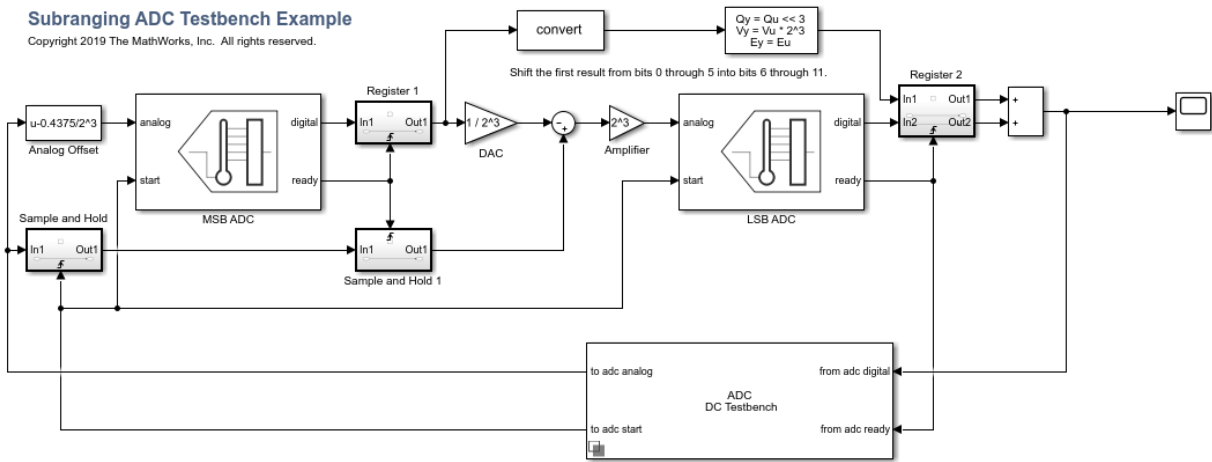 Subranging ADC Testbench Example
Copyright 2019 The MathWorks, Inc.  All rights reserved.
convert
Qy = Qu << 3
Vy = Vu * 2^3
Ey = Eu
Shift the first result from bits 0 through 5 into bits 6 through 11.
u-0.4375/2^3
Analog Offset
analog
digital
start
ready
MSB ADC
Register 1
In1
Out1
1 / 2^3
DAC
-
+
2^3
Amplifier
analog
digital
start
ready
LSB ADC
Register 2
In1
Out1
In2
Out2
+
+
Sample and Hold
In1
Out1
In1
Out1
Sample and Hold 1
to adc analog
from adc digital
ADC
DC Testbench
to adc start
from adc ready